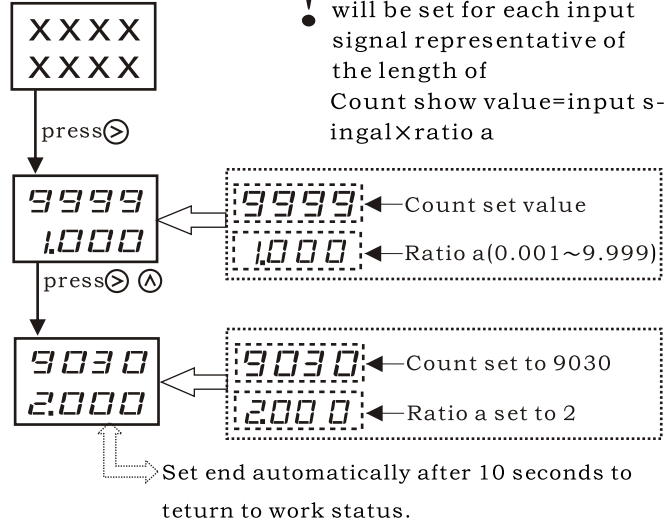 will be set for each input
signal representative of
the length of
Count show value=input s-
ingal×ratio a
X X X X
X X X X
press
9999
1.000
9999
Count set value
1.000
Ratio a(0.001~9.999)
press
9030
2.000
9030
Count set to 9030
2.000
Ratio a set to 2
Set end automatically after 10 seconds to
teturn to work status.